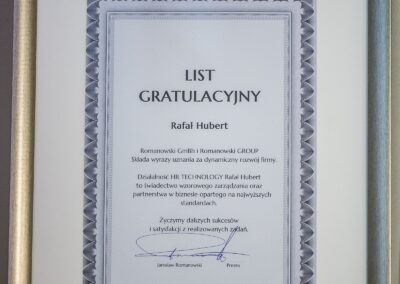 LIST
GRATULACYJNY
Rafał Hubert
Romanowski GmBh i Romanowski GROUP
Składa wyrazy uznania za dynamiczny rozwój firmy.
Działalność HR TECHNOLOGY Rafał Hubert
to świadectwo wzorowego zarządzania oraz
partnerstwa w biznesie opartego na najwyższych
standardach.
Życzymy dalszych sukcesów
i satysfakcji z realizowanych zadań.
Jarosław Romanowski Prezes